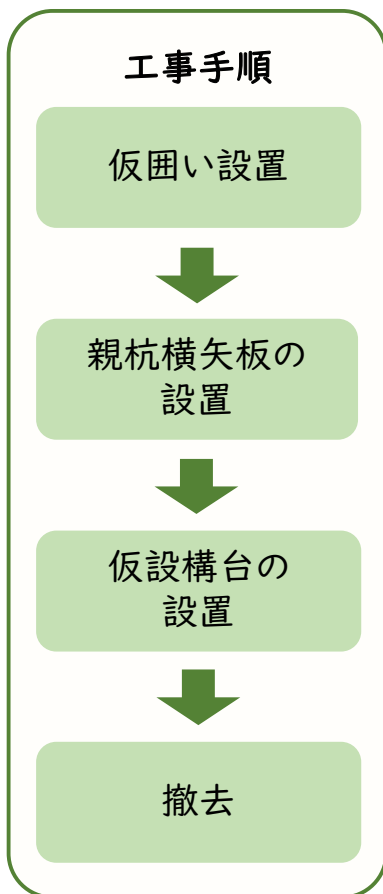 工事手順
仮囲い設置
親杭横矢板の
設置
仮設構台の
設置
撤去